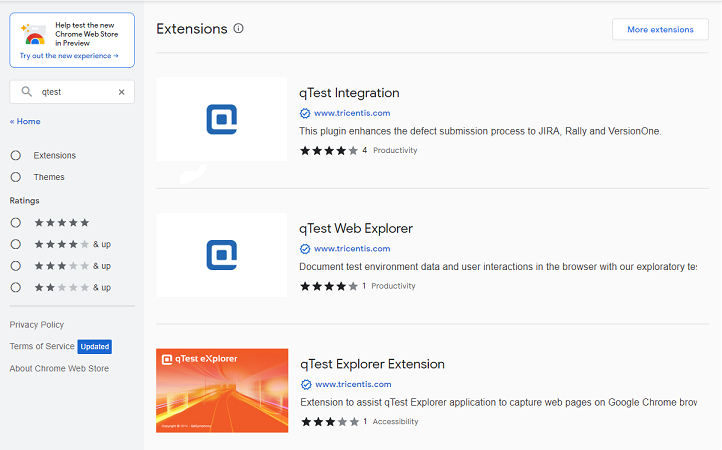 Help test the new
Chrome Web Store
in Preview
Try out the new experience →
qtest
« Home
Extensions
Themes
Ratings
& up
& up
& up
Privacy Policy
Terms of Service Updated
About Chrome Web Store
Extensions
More extensions
qTest Integration
www.tricentis.com
This plugin enhances the defect submission process to JIRA, Rally and VersionOne.
4 Productivity
qTest Web Explorer
www.tricentis.com
Document test environment data and user interactions in the browser with our exploratory te
1 Productivity
qTest eXplorer
qTest Explorer Extension
www.tricentis.com
Extension to assist qTest Explorer application to capture web pages on Google Chrome brow
1 Accessibility